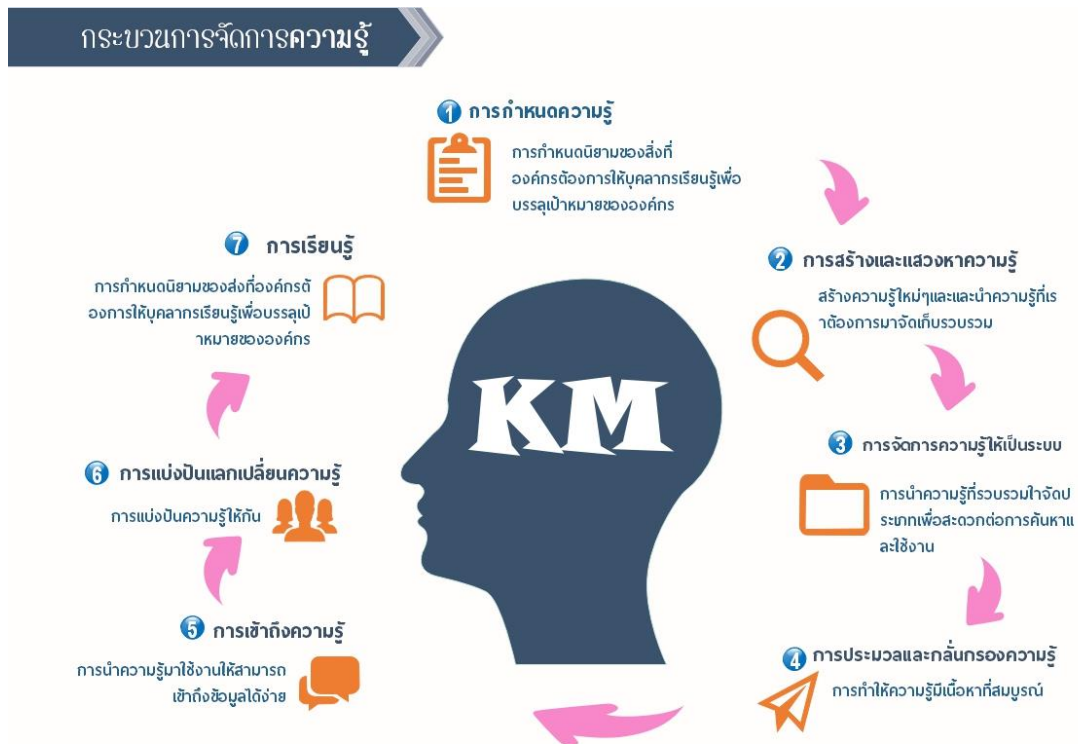 กระบวนการจัดการความรู้
1 การกำหนดความรู้
การกำหนดนิยามของสิ่งที่
องค์กรต้องการให้บุคลากรเรียนรู้เพื่อ
บรรลุเป้าหมายขององค์กร
2 การสร้างและแสวงหาความรู้
สร้างความรู้ใหม่ๆและและนำความรู้ที่เร
าต้องการมาจัดเก็บรวบรวม
3 การจัดการความรู้ให้เป็นระบบ
การนำความรู้ที่รวบรวมใจัดป
ระเภทเพื่อสะดวกต่อการค้นหาแ
ละใช้งาน
4 การประมวลและกลั่นกรองความรู้
การทำให้ความรู้มีเนื้อหาที่สมบูรณ์
5 การเข้าถึงความรู้
การนำความรู้มาใช้งานให้สามารถ
เข้าถึงข้อมูลได้ง่าย
6 การแบ่งปันแลกเปลี่ยนความรู้
การแบ่งปันความรู้ให้กัน
7 การเรียนรู้
การกำหนดนิยามของส่งที่องค์กรต้
องการให้บุคลากรเรียนรู้เพื่อบรรลุเป้
าหมายขององค์กร
KM